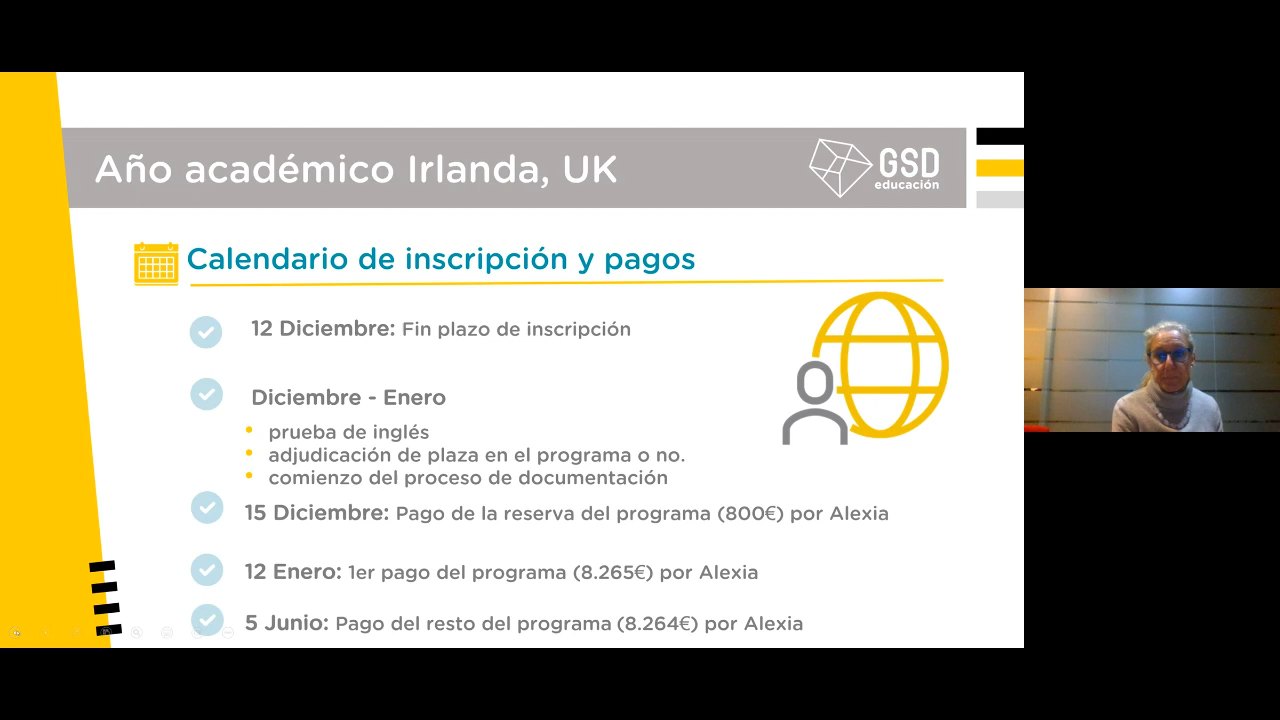 Año académico Irlanda, UK
GSD
educación
Calendario de inscripción y pagos
12 Diciembre: Fin plazo de inscripción
Diciembre - Enero
• prueba de inglés
• adjudicación de plaza en el programa o no.
• comienzo del proceso de documentación
15 Diciembre: Pago de la reserva del programa (800€) por Alexia
12 Enero: 1er pago del programa (8.265€) por Alexia
5 Junio: Pago del resto del programa (8.264€) por Alexia